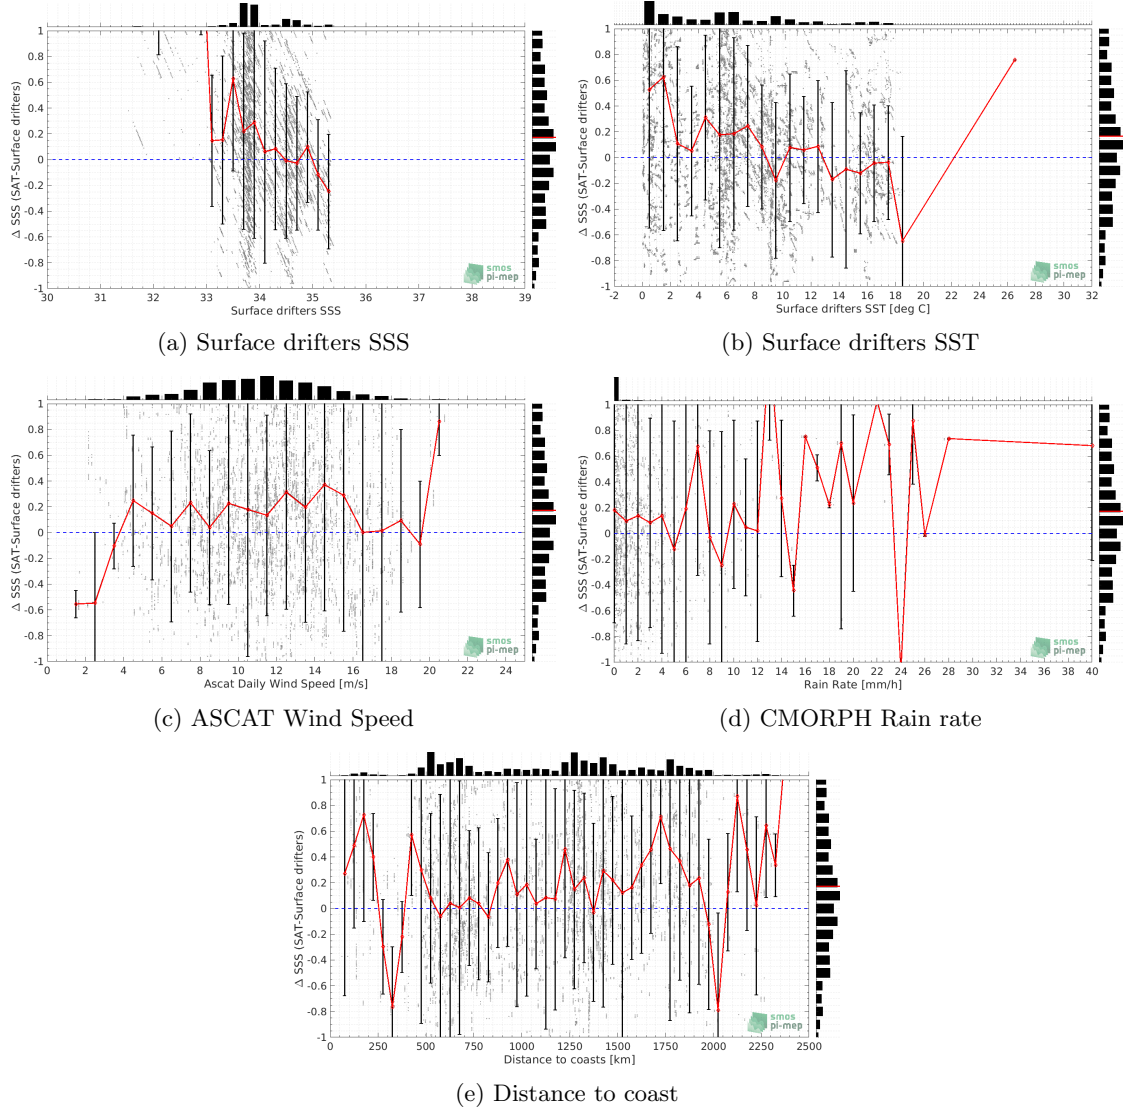 Δ SSS (SAT-Surface drifters)
1
0.8
0.6
0.4
0.2
0
-0.2
-0.4
-0.6
-0.8
-1
30 31 32 33 34 35 36 37 38 39
Surface drifters SSS
smos
pi-mep
(a) Surface drifters SSS
Δ SSS (SAT-Surface drifters)
1
0.8
0.6
0.4
0.2
0
-0.2
-0.4
-0.6
-0.8
-1
-2 0 2 4 6 8 10 12 14 16 18 20 22 24 26 28 30 32
Surface drifters SST [deg C]
smos
pi-mep
(b) Surface drifters SST
Δ SSS (SAT-Surface drifters)
1
0.8
0.6
0.4
0.2
0
-0.2
-0.4
-0.6
-0.8
-1
0 2 4 6 8 10 12 14 16 18 20 22 24
Ascat Daily Wind Speed [m/s]
smos
pi-mep
(c) ASCAT Wind Speed
Δ SSS (SAT-Surface drifters)
1
0.8
0.6
0.4
0.2
0
-0.2
-0.4
-0.6
-0.8
-1
0 2 4 6 8 10 12 14 16 18 20 22 24 26 28 30 32 34 36 38 40
Rain Rate [mm/h]
smos
pi-mep
(d) CMORPH Rain rate
Δ SSS (SAT-Surface drifters)
1
0.8
0.6
0.4
0.2
0
-0.2
-0.4
-0.6
-0.8
-1
0 250 500 750 1000 1250 1500 1750 2000 2250 2500
Distance to coasts [km]
smos
pi-mep
(e) Distance to coast